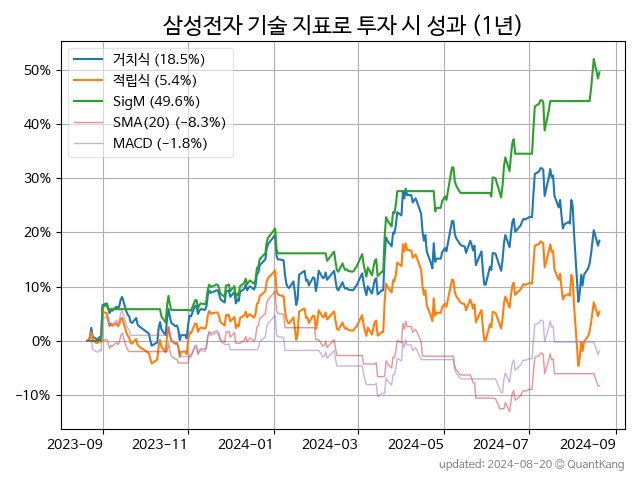 삼성전자 기술 지표로 투자 시 성과 (1년)
거치식 (18.5%)
적립식 (5.4%)
SigM (49.6%)
SMA(20) (−8.3%)
MACD (−1.8%)
50%
40%
30%
20%
10%
0%
−10%
2023-09 2023-11 2024-01 2024-03 2024-05 2024-07 2024-09
updated: 2024-08-20 © QuantKang